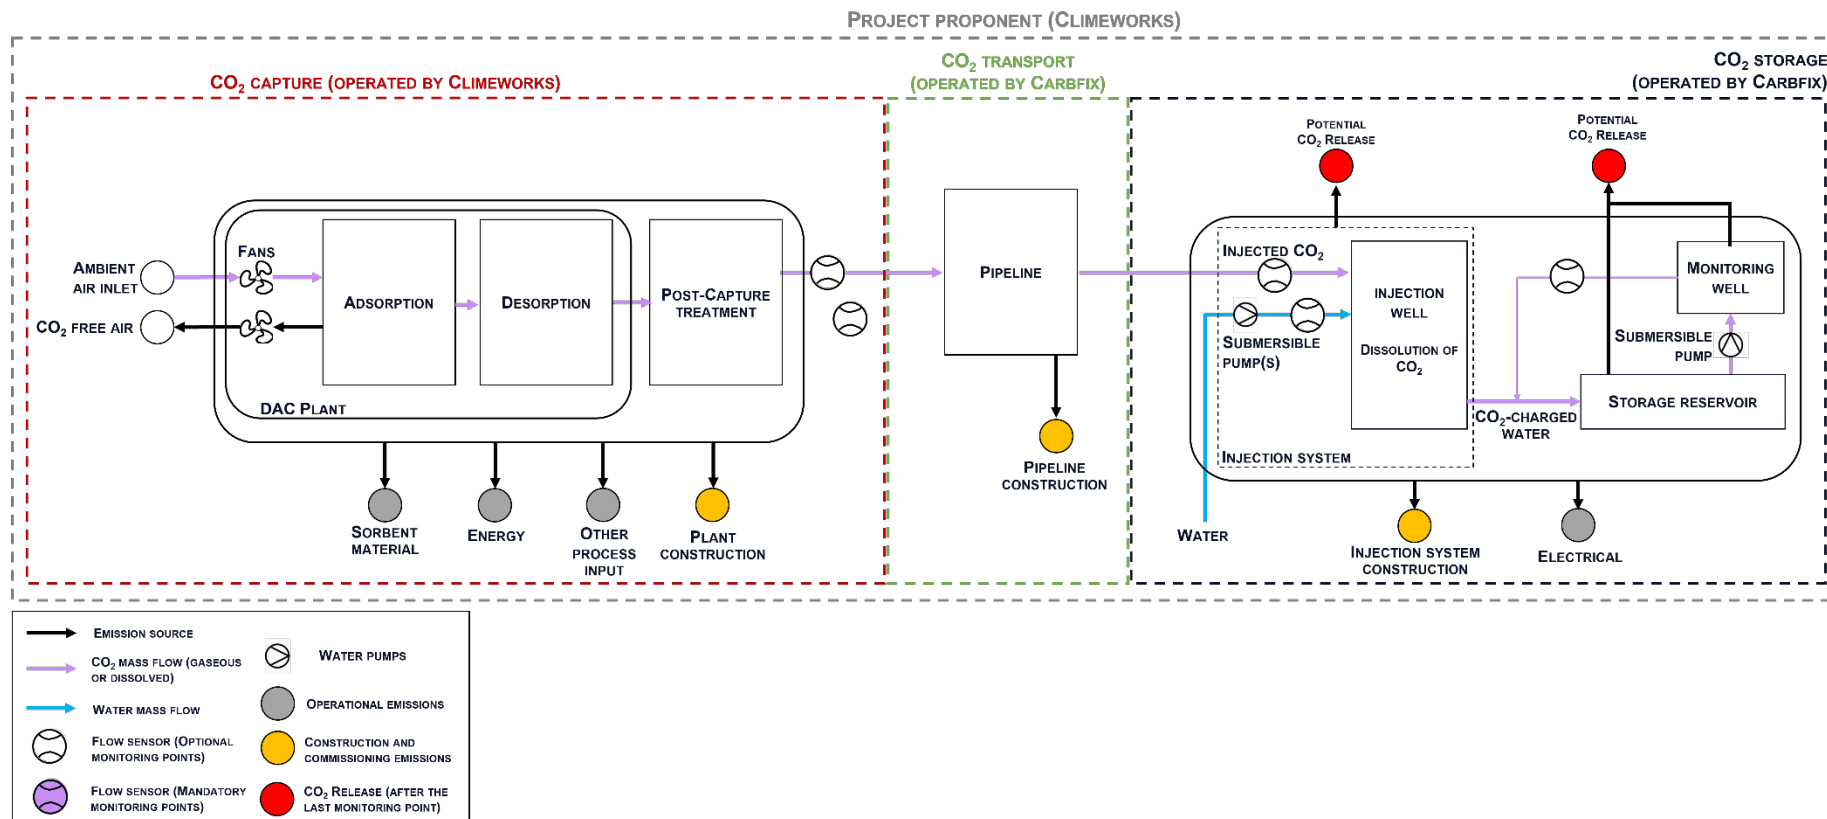 PROJECT PROPONENT (CLIMEWORKS)
CO2 CAPTURE (OPERATED BY CLIMEWORKS)
CO2 TRANSPORT
(OPERATED BY CARBFIX)
CO2 STORAGE
(OPERATED BY CARBFIX)
AMBIENT
AIR INLET
CO2 FREE AIR
FANS
ADSORPTION
DESORPTION
POST-CAPTURE
TREATMENT
DAC PLANT
SORBENT
MATERIAL
ENERGY
OTHER
PROCESS
INPUT
PLANT
CONSTRUCTION
PIPELINE
PIPELINE
CONSTRUCTION
POTENTIAL
CO2 RELEASE
POTENTIAL
CO2 RELEASE
INJECTED CO2
SUBMERSIBLE
PUMP(S)
INJECTION
WELL
DISSOLUTION OF
CO2
INJECTION SYSTEM
MONITORING
WELL
SUBMERSIBLE
PUMP
STORAGE RESERVOIR
CO2-CHARGED
WATER
WATER
INJECTION SYSTEM
CONSTRUCTION
ELECTRICAL
EMISSION SOURCE
CO2 MASS FLOW (GASEOUS
OR DISSOLVED)
WATER MASS FLOW
FLOW SENSOR (OPTIONAL
MONITORING POINTS)
FLOW SENSOR (MANDATORY
MONITORING POINTS)
WATER PUMPS
OPERATIONAL EMISSIONS
CONSTRUCTION AND
COMMISSIONING EMISSIONS
CO2 RELEASE (AFTER THE
LAST MONITORING POINT)